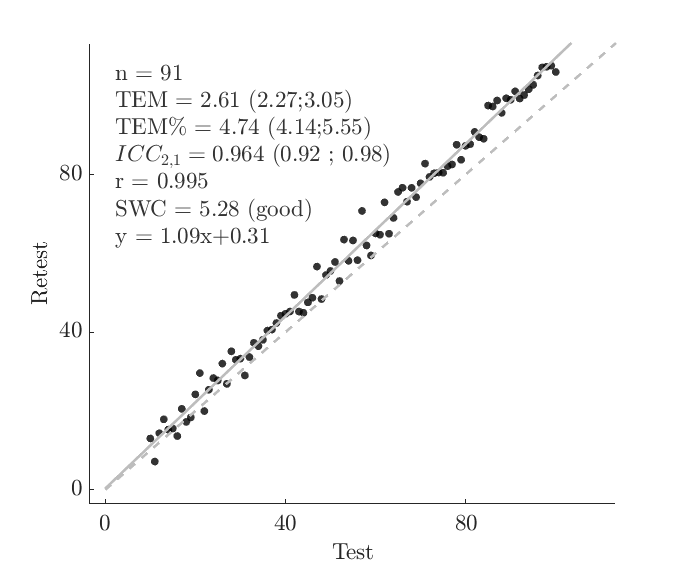 n = 91
TEM = 2.61 (2.27;3.05)
TEM% = 4.74 (4.14;5.55)
ICC2,1 = 0.964 (0.92 ; 0.98)
r = 0.995
SWC = 5.28 (good)
y = 1.09x+0.31
80
40
0
Retest
0 40 80
Test